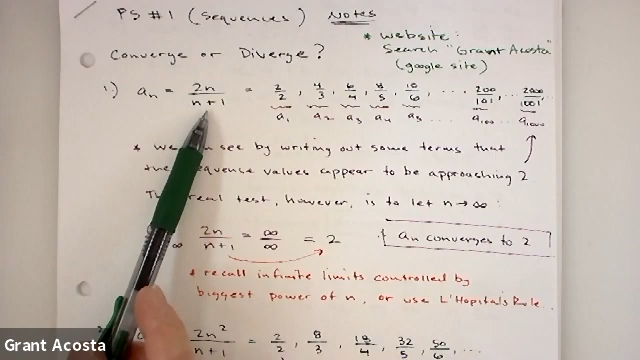 PS #1 (Sequences) Notes
* website:
Search "Grant Acosta"
(google site)
Converge or Diverge?
1.) an = 2n/n+1 = 2/2, 4/3, 6/4, 8/5, 10/6, ... 200/101, ... 2000/1001
a1 a2 a3 a4 a5 ... a100 ... a1000
* we see by writing out some terms that
the sequence values appear to be approaching 2
The real test, however, is to let n→∞:
∞ 2n/n+1 = ∞/∞ = 2 { an converges to 2
* recall infinite limits controlled by
biggest power of n, or use L'Hopital's Rule...
2n²/n+1 = 2/2, 8/3, 18/4, 32/5, 50/6, ...
Grant Acosta